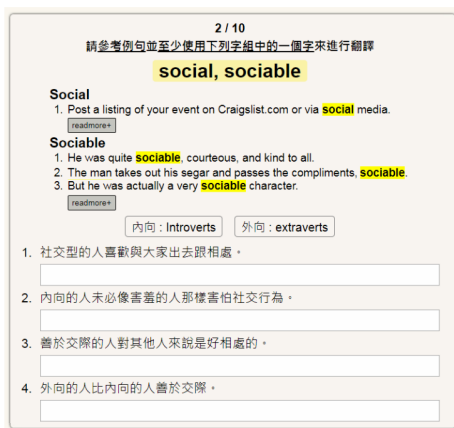 2 / 10
請參考例句並至少使用下列字組中的一個字來進行翻譯
social, sociable
Social
1. Post a listing of your event on Craigslist.com or via social media.
readmore+
Sociable
1. He was quite sociable, courteous, and kind to all.
2. The man takes out his segar and passes the compliments, sociable.
3. But he was actually a very sociable character.
readmore+
內向 : Introverts 外向 : extraverts
1. 社交型的人喜歡與大家出去跟相處。
2. 內向的人未必像害羞的人那樣害怕社交行為。
3. 善於交際的人對其他人來說是好相處的。
4. 外向的人比內向的人善於交際。